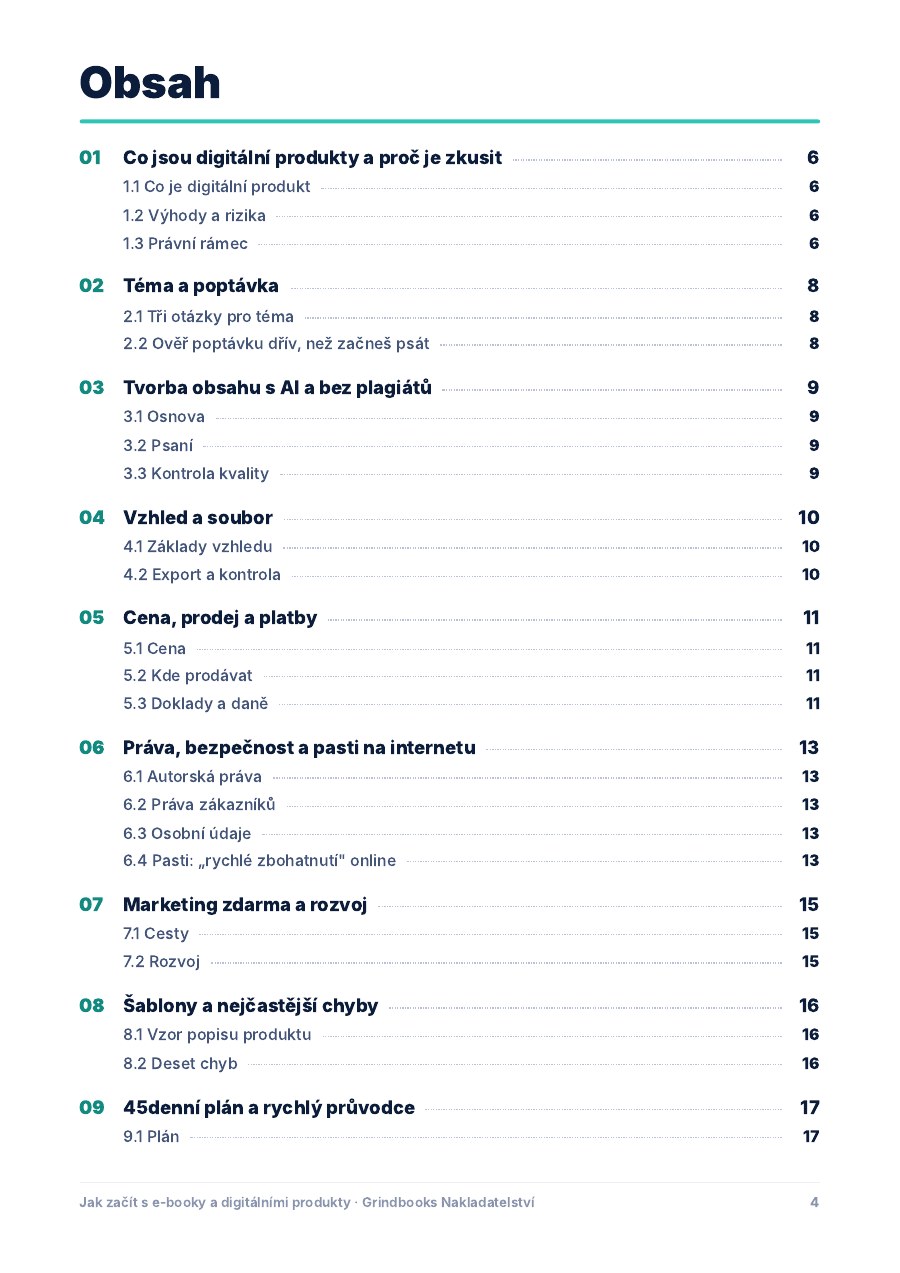 Obsah
01 Co jsou digitální produkty a proč je zkusit 6
1.1 Co je digitální produkt 6
1.2 Výhody a rizika 6
1.3 Právní rámec 6
02 Téma a poptávka 8
2.1 Tři otázky pro téma 8
2.2 Ověř poptávku dřív, než začneš psát 8
03 Tvorba obsahu s AI a bez plagiátů 9
3.1 Osnova 9
3.2 Psaní 9
3.3 Kontrola kvality 9
04 Vzhled a soubor 10
4.1 Základy vzhledu 10
4.2 Export a kontrola 10
05 Cena, prodej a platby 11
5.1 Cena 11
5.2 Kde prodávat 11
5.3 Doklady a daně 11
06 Práva, bezpečnost a pasti na internetu 13
6.1 Autorská práva 13
6.2 Práva zákazníků 13
6.3 Osobní údaje 13
6.4 Pasti: „rychlé zbohatnutí" online 13
07 Marketing zdarma a rozvoj 15
7.1 Cesty 15
7.2 Rozvoj 15
08 Šablony a nejčastější chyby 16
8.1 Vzor popisu produktu 16
8.2 Deset chyb 16
09 45denní plán a rychlý průvodce 17
9.1 Plán 17
Jak začít s e-booky a digitálními produkty · Grindbooks Nakladatelství 4